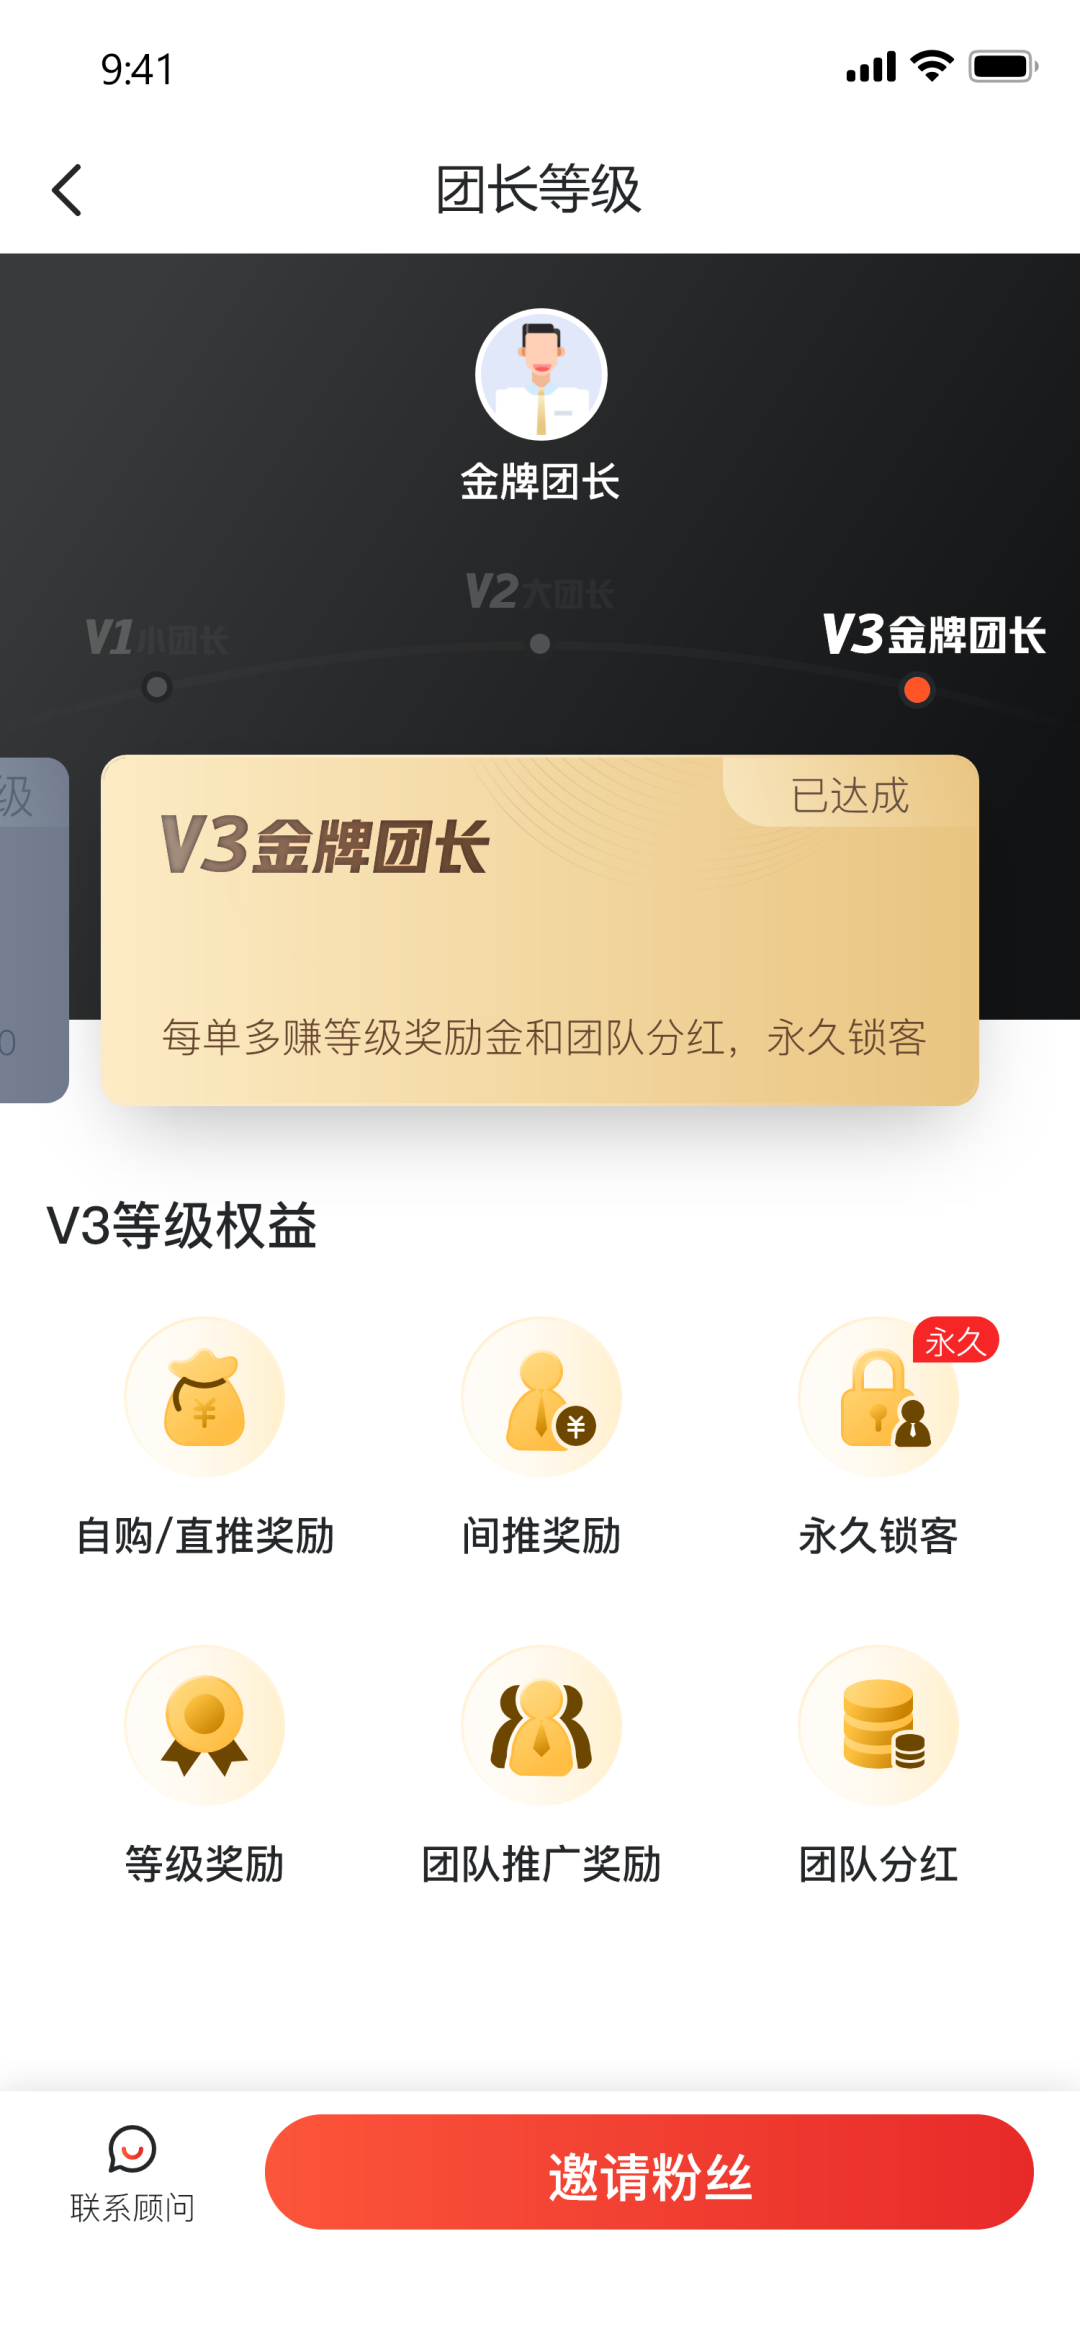 9:41
团长等级
金牌团长
V1小团长
V2大团长
V3金牌团长
级
0
V3金牌团长
已达成
每单多赚等级奖励金和团队分红，永久锁客
V3等级权益
永久
自购/直推奖励
间推奖励
永久锁客
等级奖励
团队推广奖励
团队分红
联系顾问
邀请粉丝